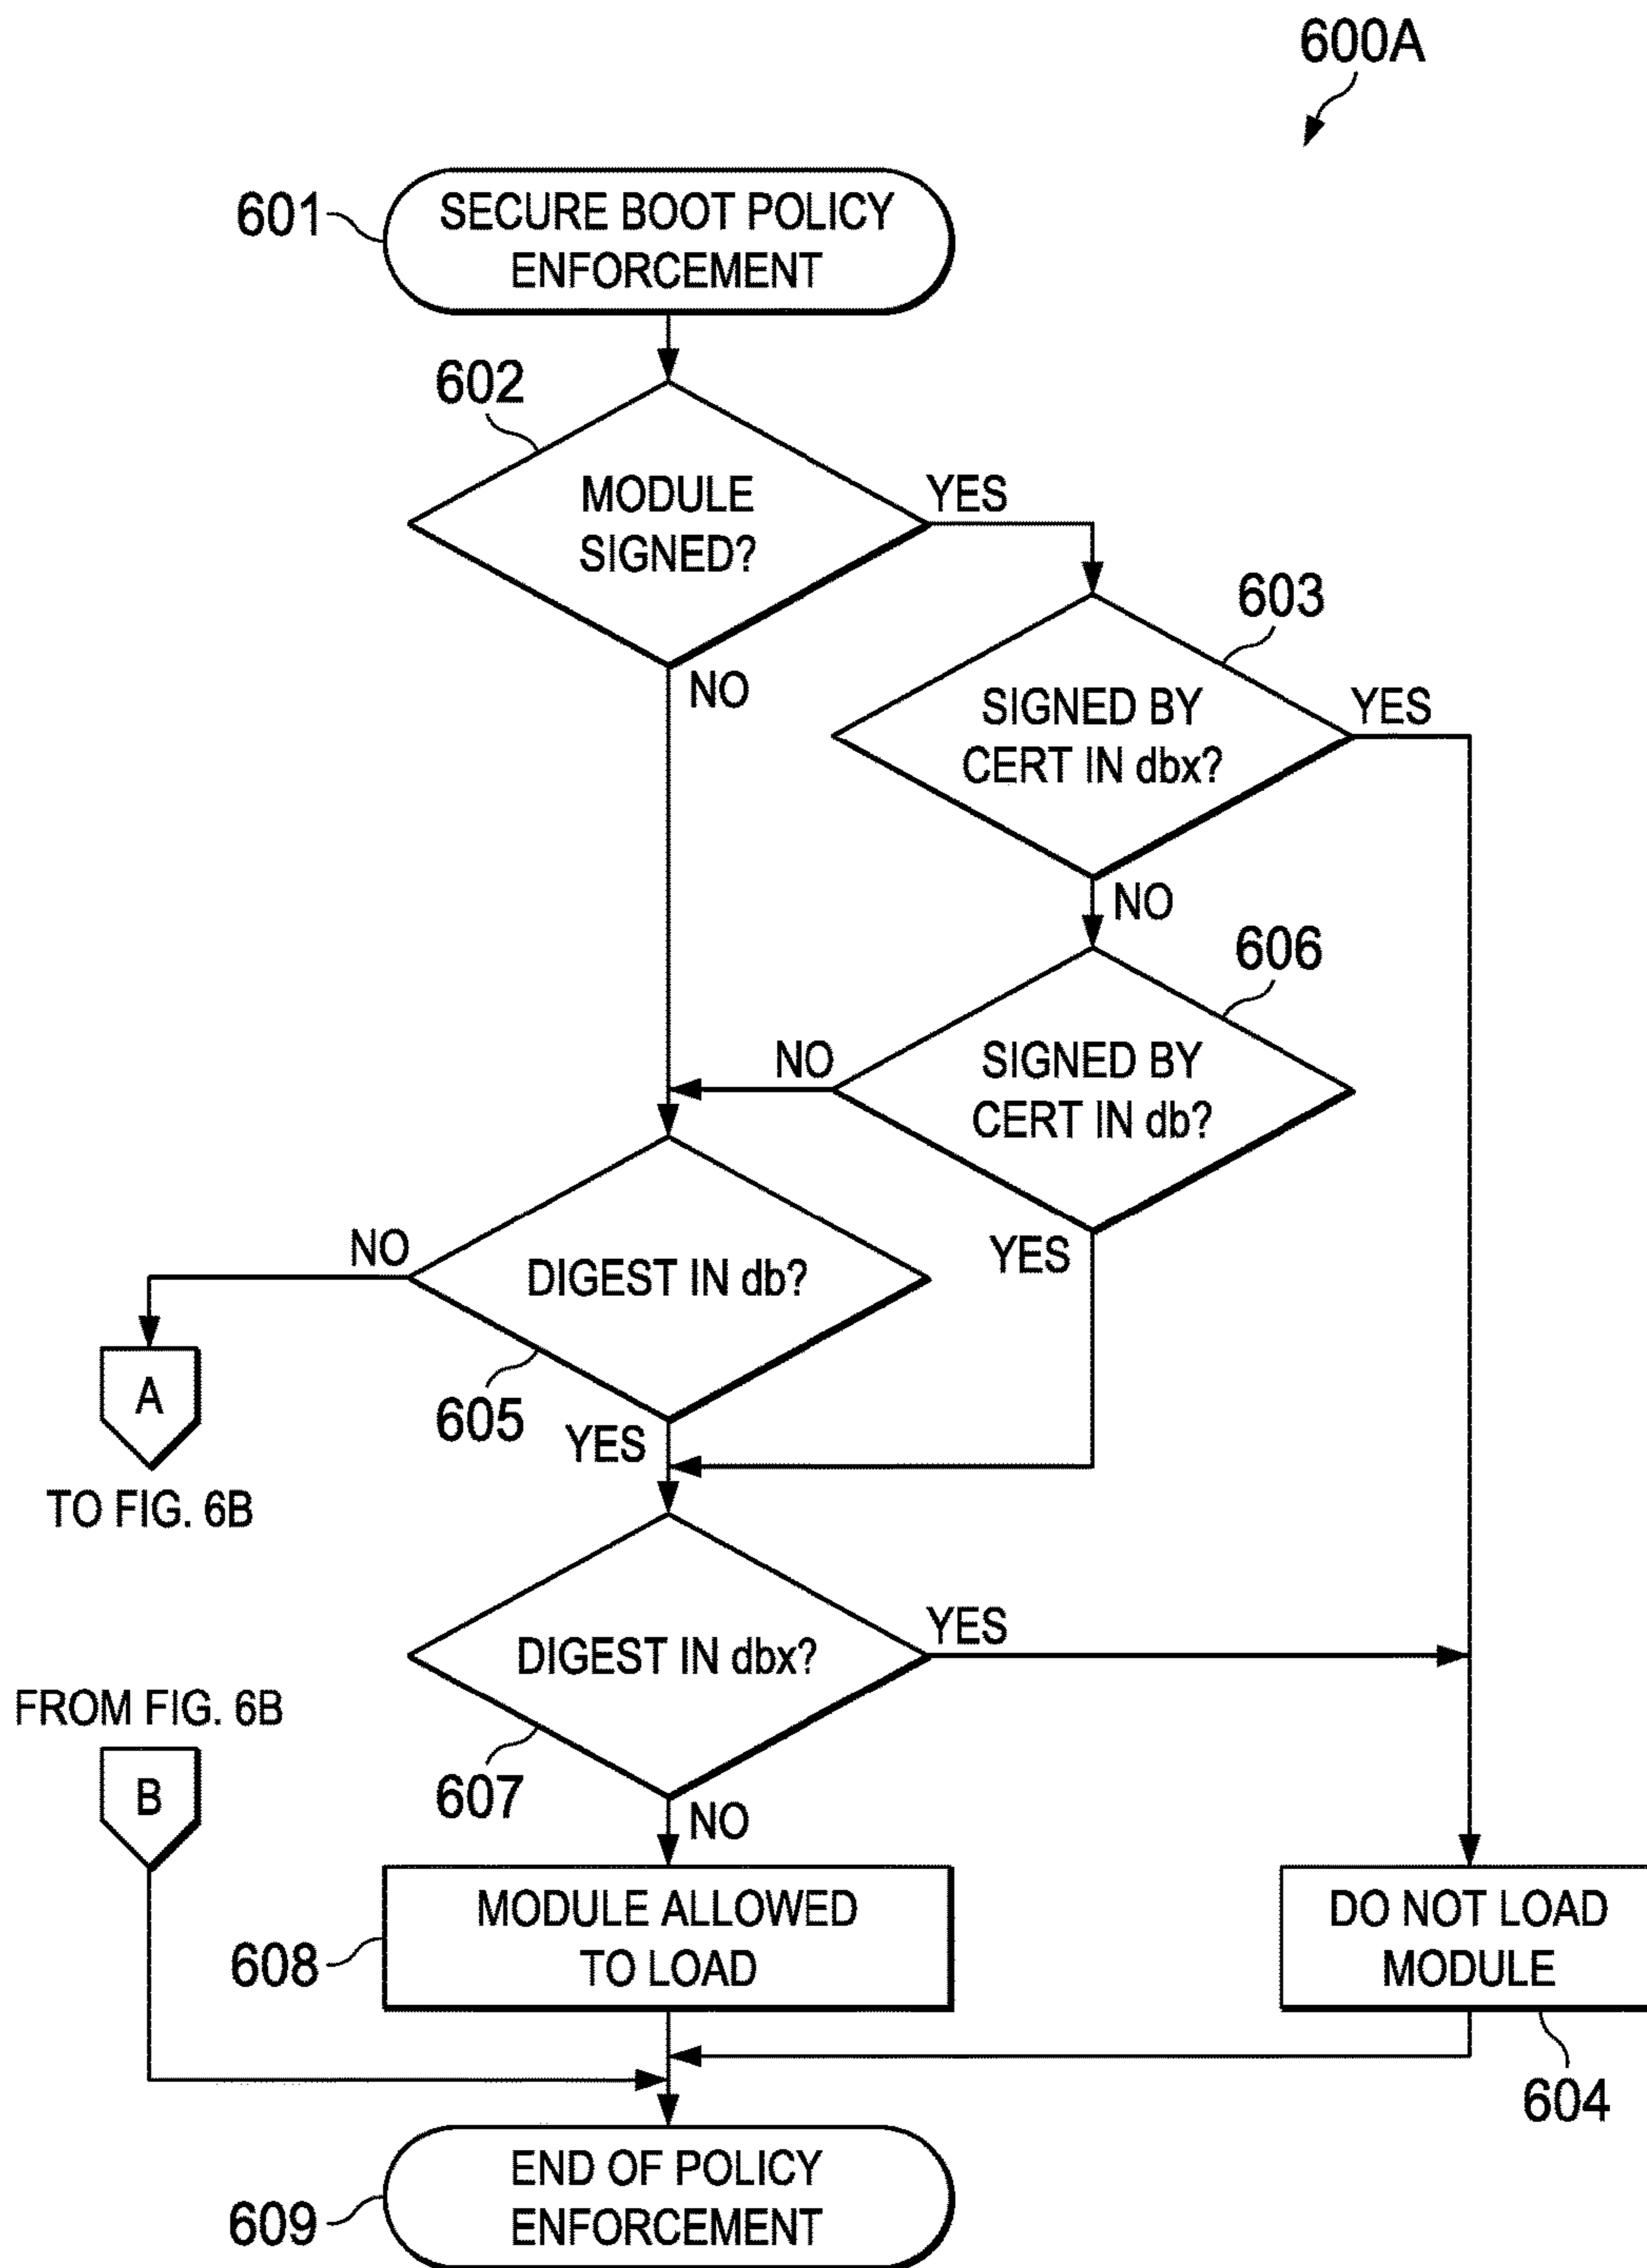 600A
601
SECURE BOOT POLICY
ENFORCEMENT
602
MODULE
SIGNED?
YES
NO
603
SIGNED BY
CERT IN dbx?
YES
NO
606
SIGNED BY
CERT IN db?
NO
YES
DIGEST IN db?
NO
605
YES
A
TO FIG. 6B
DIGEST IN dbx?
YES
607
NO
FROM FIG. 6B
B
MODULE ALLOWED
TO LOAD
608
DO NOT LOAD
MODULE
604
END OF POLICY
ENFORCEMENT
609